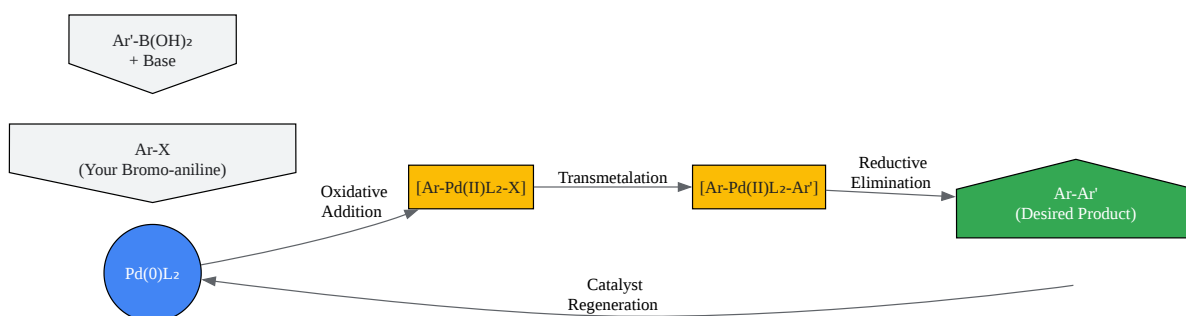 Ar'-B(OH)₂
+ Base
Ar-X
(Your Bromo-aniline)
Pd(0)L₂
Oxidative
Addition
[Ar-Pd(II)L₂-X]
Transmetalation
[Ar-Pd(II)L₂-Ar']
Reductive
Elimination
Ar-Ar'
(Desired Product)
Catalyst
Regeneration